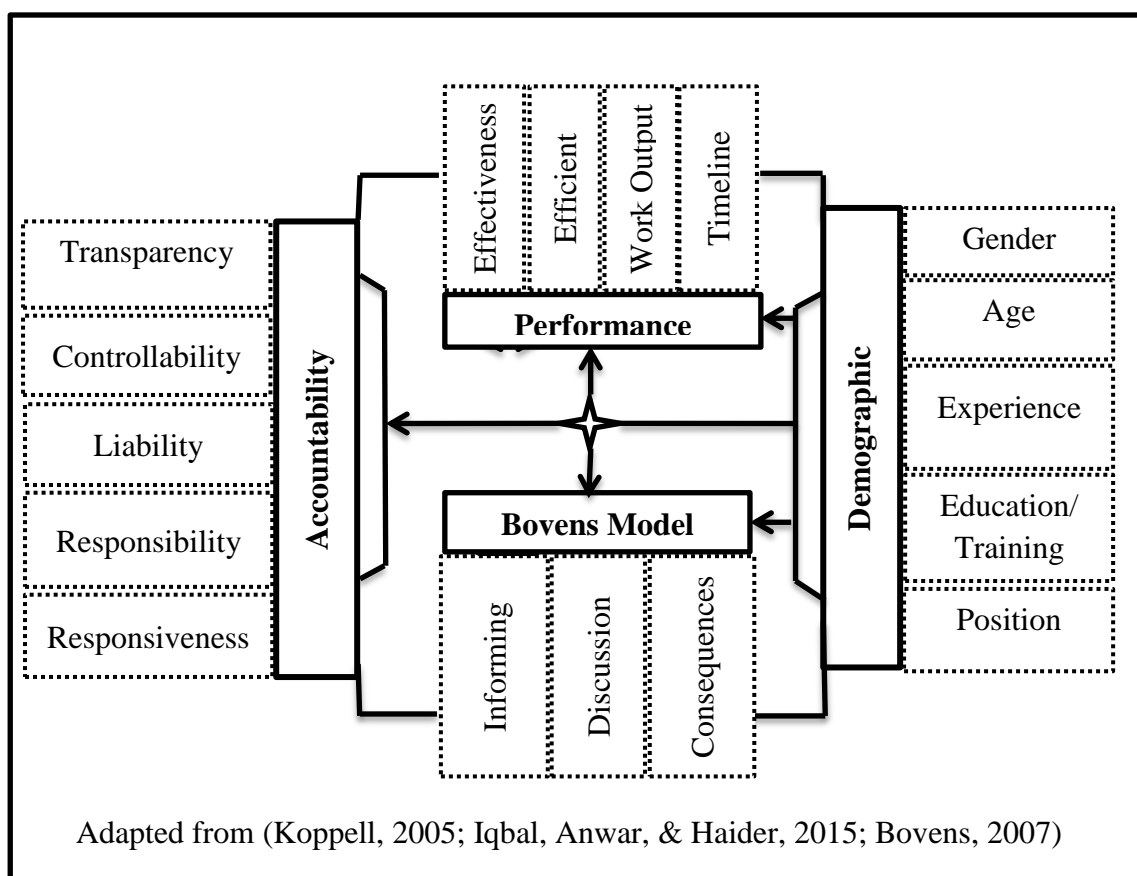 Effectiveness
Efficient
Work Output
Timeline
Transparency
Controllability
Liability
Responsibility
Responsiveness
Accountability
Performance
Bovens Model
Informing
Discussion
Consequences
Demographic
Gender
Age
Experience
Education/
Training
Position
Adapted from (Koppell, 2005; Iqbal, Anwar, & Haider, 2015; Bovens, 2007)